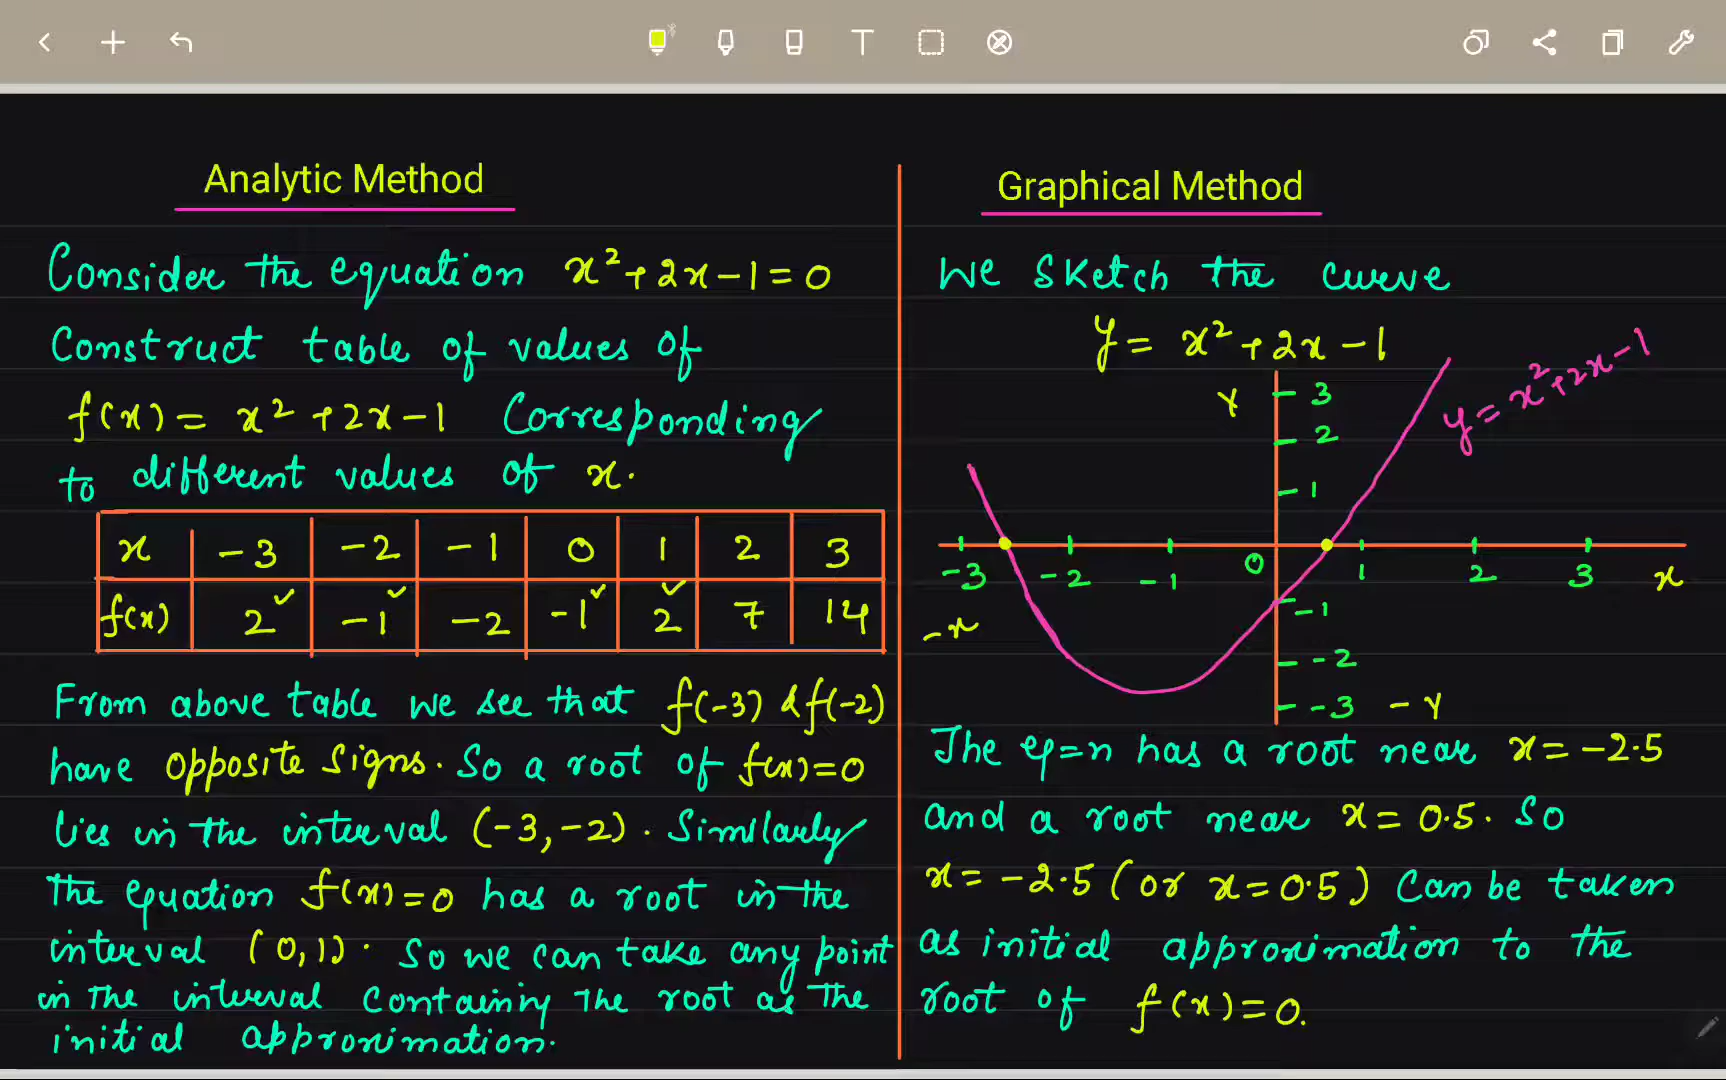 Analytic Method
Consider the equation x²+2x-1=0
Construct table of values of
f(x) = x²+2x-1 Corresponding
to different values of x.
x -3 -2 -1 0 1 2 3
f(x) 2 ✓ -1 ✓ -2 -1 ✓ 2 ✓ 7 14
From above table we see that f(-3) & f(-2)
have opposite signs. So a root of f(x)=0
lies in the interval (-3,-2). Similarly
the equation f(x)=0 has a root in the
interval (0,1). So we can take any point
in the interval containing the root as the
initial approximation.
Graphical Method
We sketch the curve
y = x²+2x-1
y = x²+2x-1
Y 3
2
1
-3 -2 -1 0 1 2 3 x
-x
-1
-2
-3 -Y
The eq=n has a root near x=-2.5
and a root near x=0.5. So
x=-2.5 (or x=0.5) Can be taken
as initial approximation to the
root of f(x)=0.